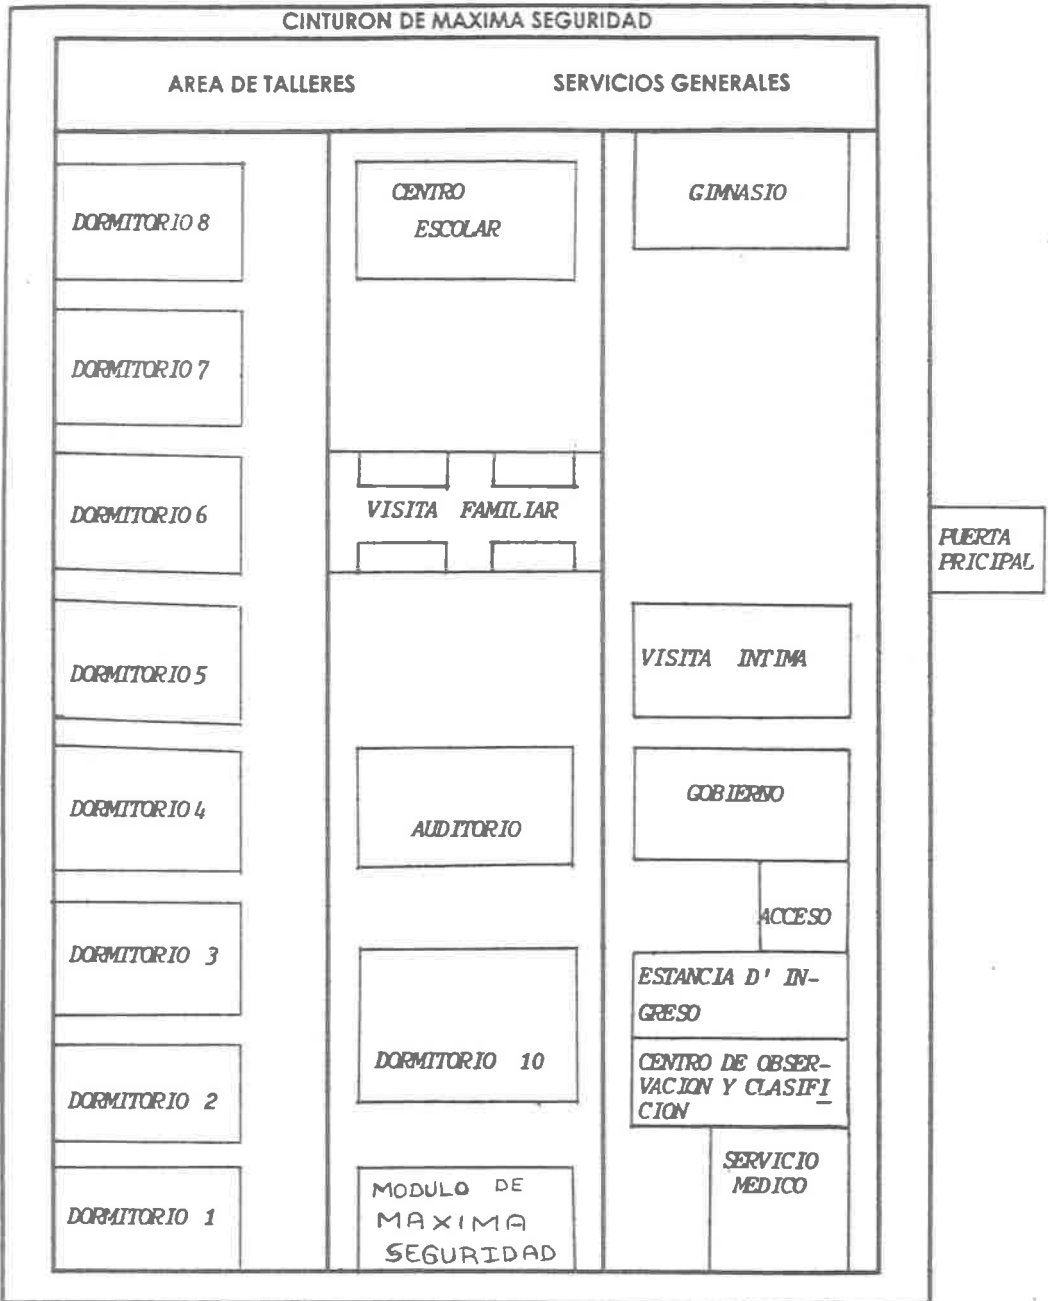 CINTURON DE MAXIMA SEGURIDAD
AREA DE TALLERES
SERVICIOS GENERALES
DORMITORIO 8
DORMITORIO 7
DORMITORIO 6
DORMITORIO 5
DORMITORIO 4
DORMITORIO 3
DORMITORIO 2
DORMITORIO 1
CENTRO
ESCOLAR
VISITA FAMILIAR
AUDITORIO
DORMITORIO 10
MODULO DE
MAXIMA
SEGURIDAD
GIMNASIO
VISITA INTIMA
GOBIERNO
ACCESO
ESTANCIA D' IN-
GRESO
CENTRO DE OBSER-
VACION Y CLASIFI
CION
SERVICIO
MEDICO
PUERTA
PRICIPAL